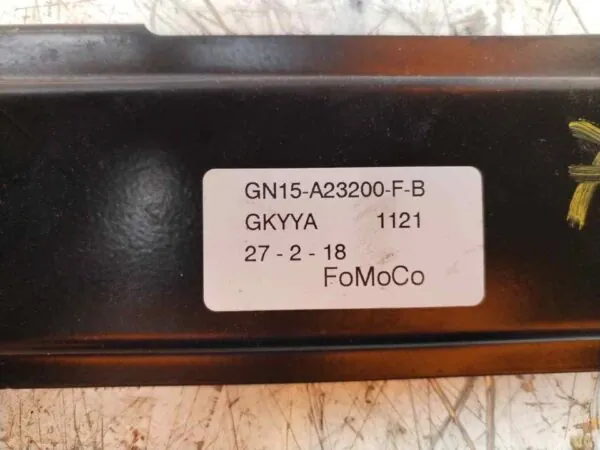 GN15-A23200-F-B
GKYYA 1121
27 - 2 - 18
FoMoCo